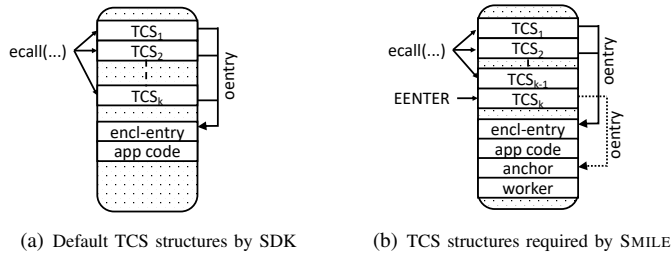 TCS₁
ecall(...)
TCS₂
TCSₖ
oentry
encl-entry
app code
(a) Default TCS structures by SDK
TCS₁
ecall(...)
TCS₂
TCSₖ₋₁
EENTER
TCSₖ
oentry
encl-entry
app code
oentry
anchor
worker
(b) TCS structures required by SMILE